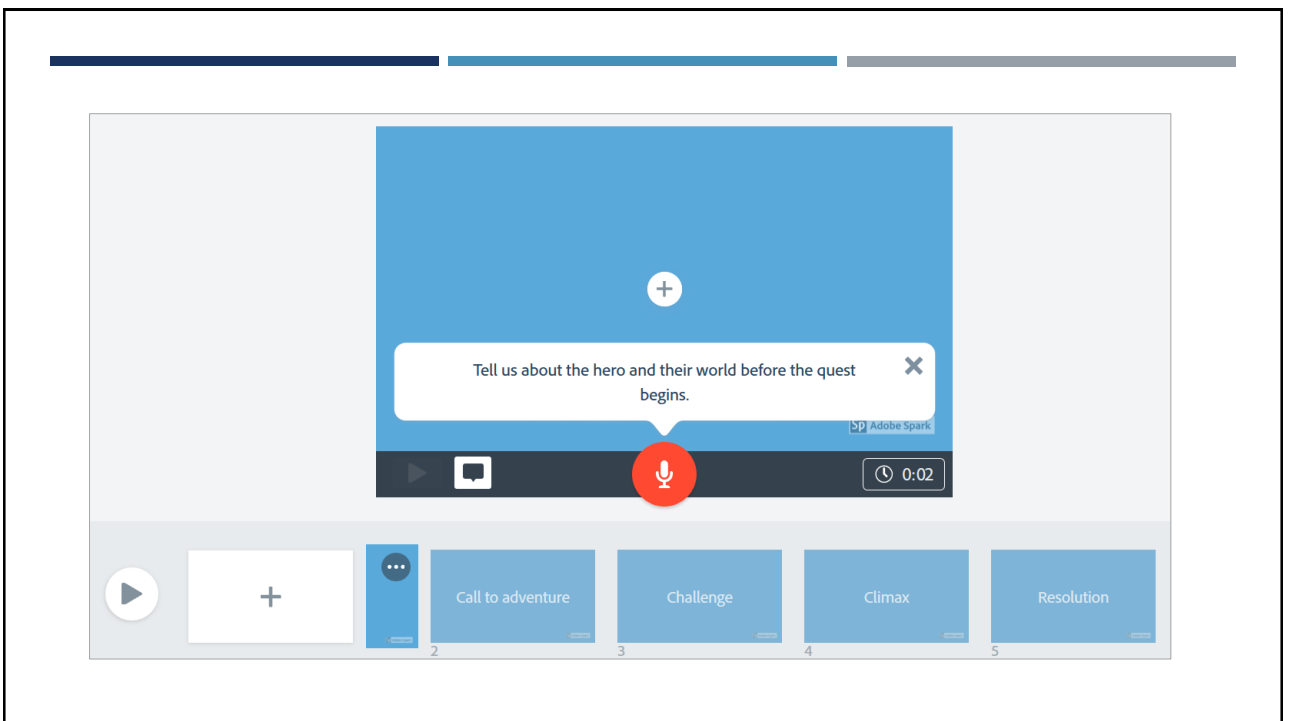 Tell us about the hero and their world before the quest
begins.
Sp Adobe Spark
0:02
Call to adventure
Challenge
Climax
Resolution
2
3
4
5